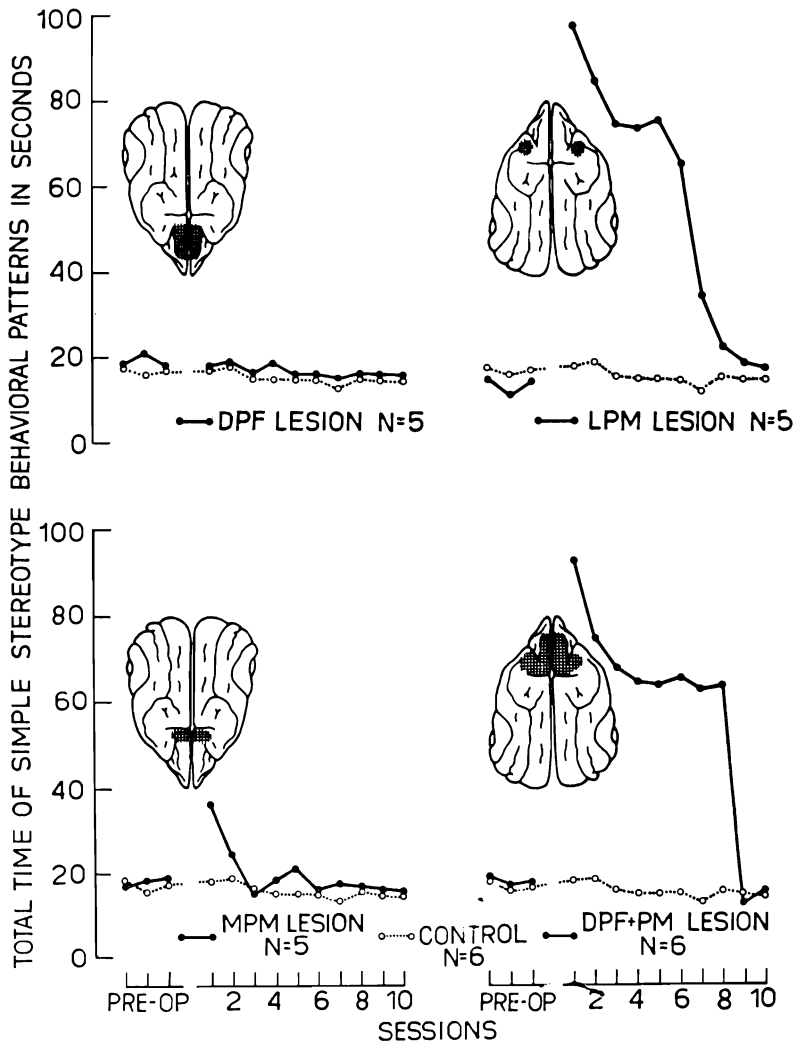 TOTAL TIME OF SIMPLE STEREOTYPE BEHAVIORAL PATTERNS IN SECONDS
100
80
60
40
20
0
DPF LESION N=5
LPM LESION N=5
100
80
60
40
20
0
MPM LESION
N=5
CONTROL
N=6
DPF+PM LESION
N=6
PRE-OP 2 4 6 8 10
PRE-OP 2 4 6 8 10
SESSIONS